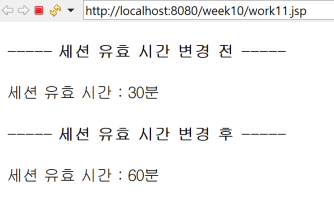 http://localhost:8080/week10/work11.jsp
----- 세션 유효 시간 변경 전 -----
세션 유효 시간 : 30분
----- 세션 유효 시간 변경 후 -----
세션 유효 시간 : 60분